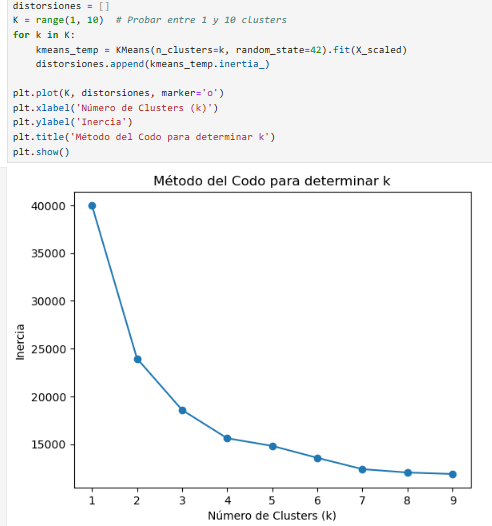 distorsiones = []
K = range(1, 10)  # Probar entre 1 y 10 clusters
for k in K:
    kmeans_temp = KMeans(n_clusters=k, random_state=42).fit(X_scaled)
    distorsiones.append(kmeans_temp.inertia_)

plt.plot(K, distorsiones, marker='o')
plt.xlabel('Número de Clusters (k)')
plt.ylabel('Inercia')
plt.title('Método del Codo para determinar k')
plt.show()
Método del Codo para determinar k
40000
35000
30000
25000
20000
15000
Inercia
1 2 3 4 5 6 7 8 9
Número de Clusters (k)